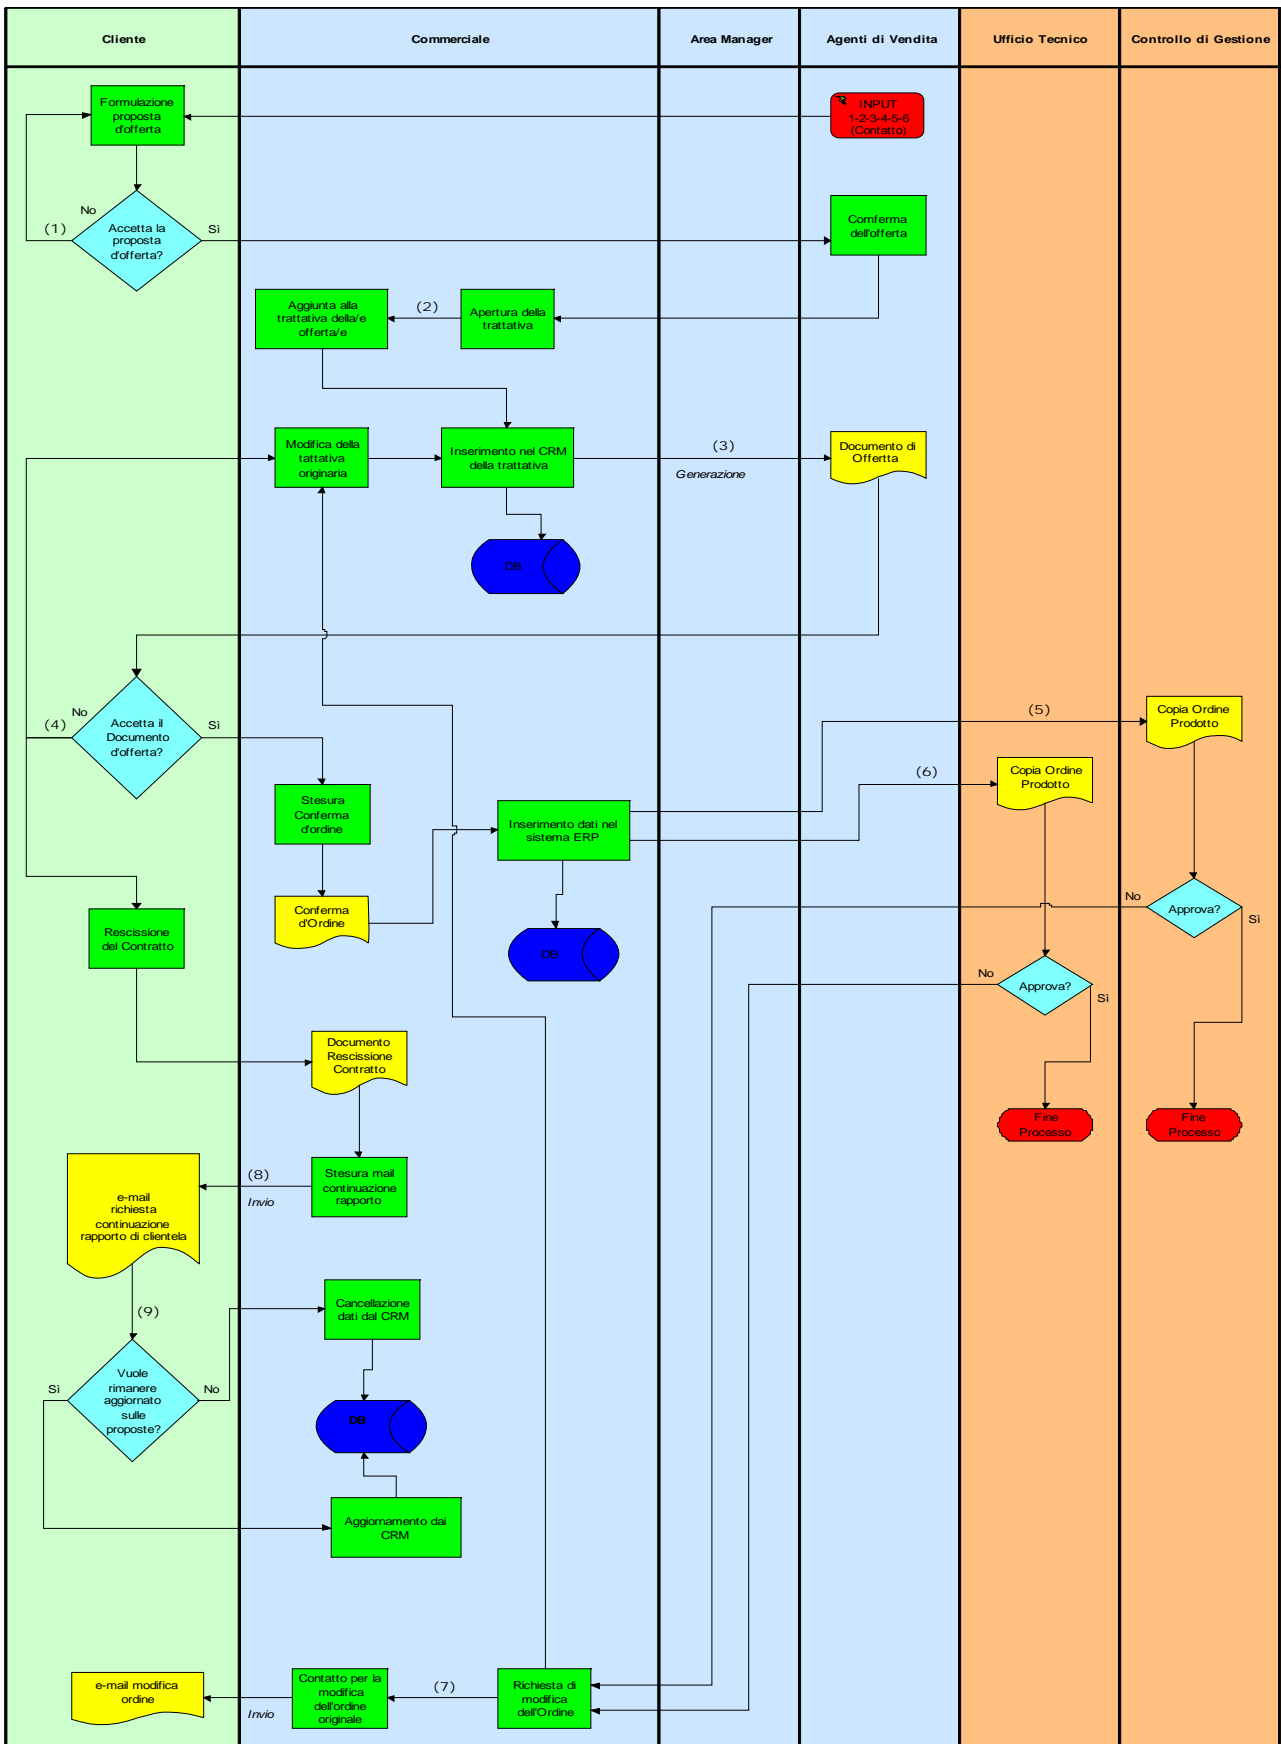 Cliente
Commerciale
Area Manager
Agenti di Vendita
Ufficio Tecnico
Controllo di Gestione
Formulazione
proposta
d'offerta
INPUT
1-2-3-4-5-6
(Contatto)
No
(1)
Accetta la
proposta
d'offerta?
Sì
Comferma
dell'offerta
Aggiunta alla
trattativa della/e
offerta/e
(2)
Apertura della
trattativa
Modifica della
tattativa
originaria
Inserimento nel CRM
della trattativa
(3)
Generazione
Documento di
Offertta
DB
No
(4)
Accetta il
Documento
d'offerta?
Sì
(5)
Copia Ordine
Prodotto
(6)
Copia Ordine
Prodotto
Stesura
Conferma
d'ordine
Inserimento dati nel
sistema ERP
Conferma
d'Ordine
DB
No
Approva?
Sì
Rescissione
del Contratto
No
Approva?
Sì
Documento
Rescissione
Contratto
Fine
Processo
Fine
Processo
Stesura mail
continuazione
rapporto
(8)
Invio
e-mail
richiesta
continuazione
rapporto di clientela
(9)
Cancellazione
dati dal CRM
Sì
Vuole
rimanere
aggiornato
sulle
proposte?
No
DB
Aggiornamento dai
CRM
e-mail modifica
ordine
Invio
Contatto per la
modifica
dell'ordine
originale
(7)
Richiesta di
modifica
dell'Ordine